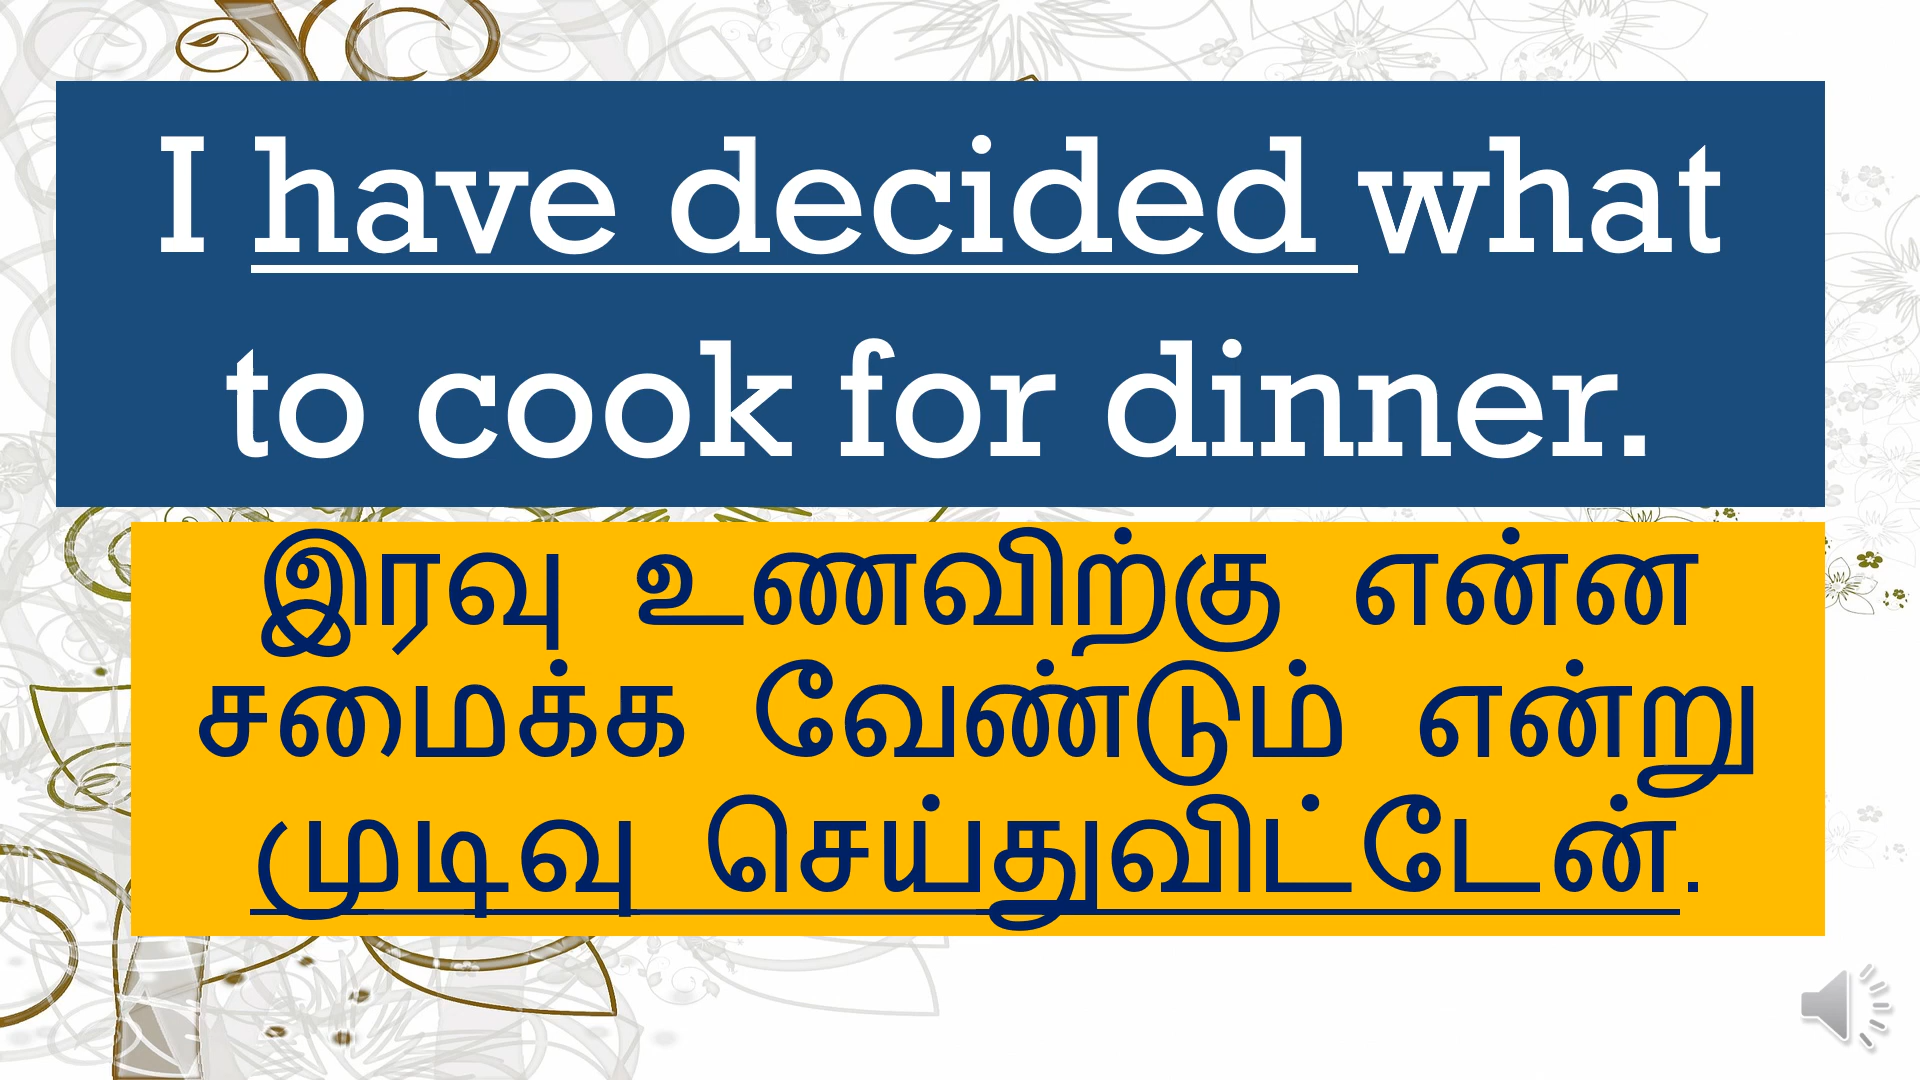 I have decided what
to cook for dinner.
இரவு உணவிற்கு என்ன
சமைக்க வேண்டும் என்று
முடிவு செய்துவிட்டேன்.